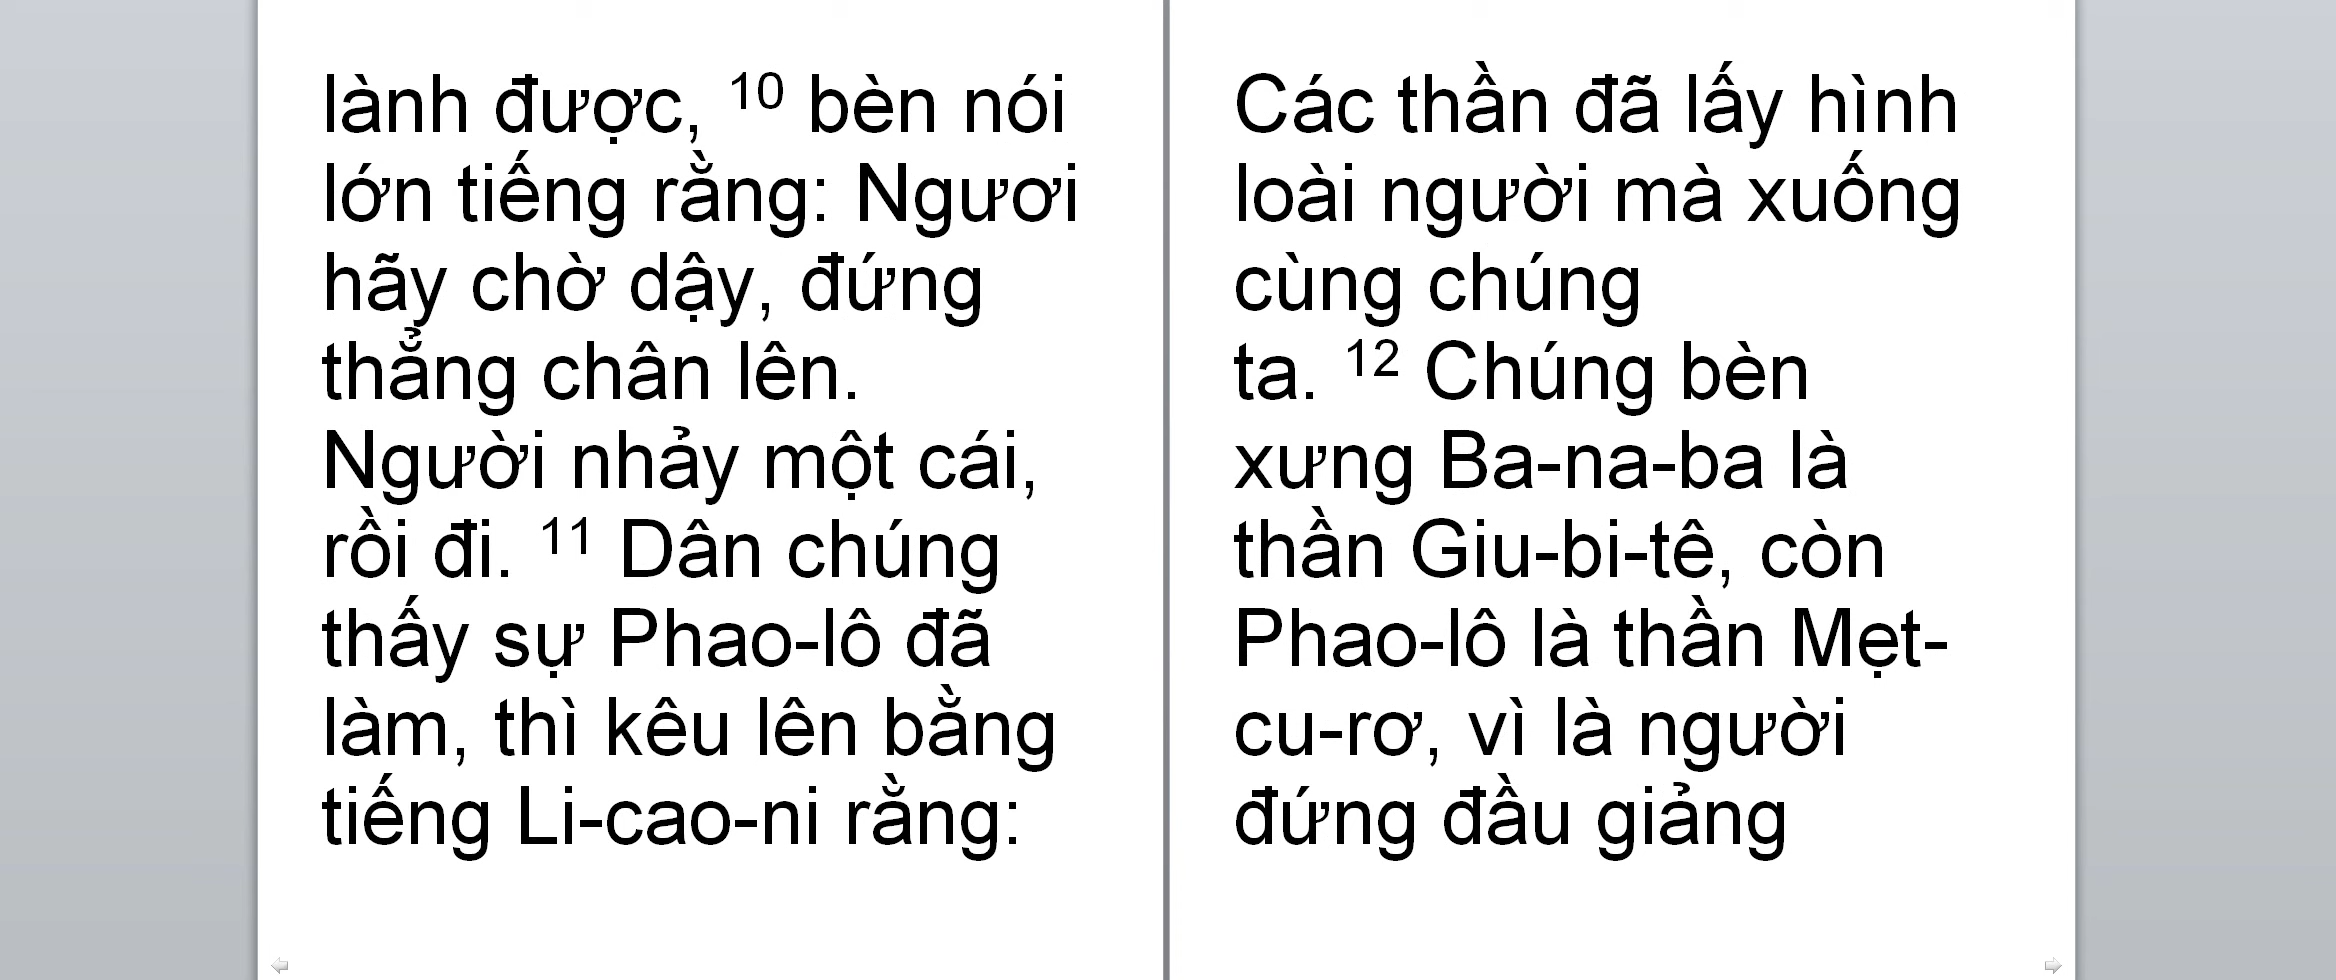 lành được, ¹⁰ bèn nói
lớn tiếng rằng: Ngươi
hãy chờ dậy, đứng
thẳng chân lên.
Người nhảy một cái,
rồi đi. ¹¹ Dân chúng
thấy sự Phao-lô đã
làm, thì kêu lên bằng
tiếng Li-cao-ni rằng:
Các thần đã lấy hình
loài người mà xuống
cùng chúng
ta. ¹² Chúng bèn
xưng Ba-na-ba là
thần Giu-bi-tê, còn
Phao-lô là thần Mẹt-
cu-rơ, vì là người
đứng đầu giảng